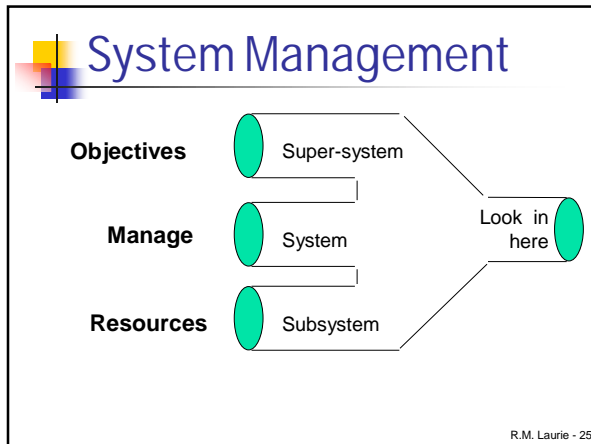 System Management
Objectives
Super-system
Manage
System
Look in
here
Resources
Subsystem
R.M. Laurie - 25